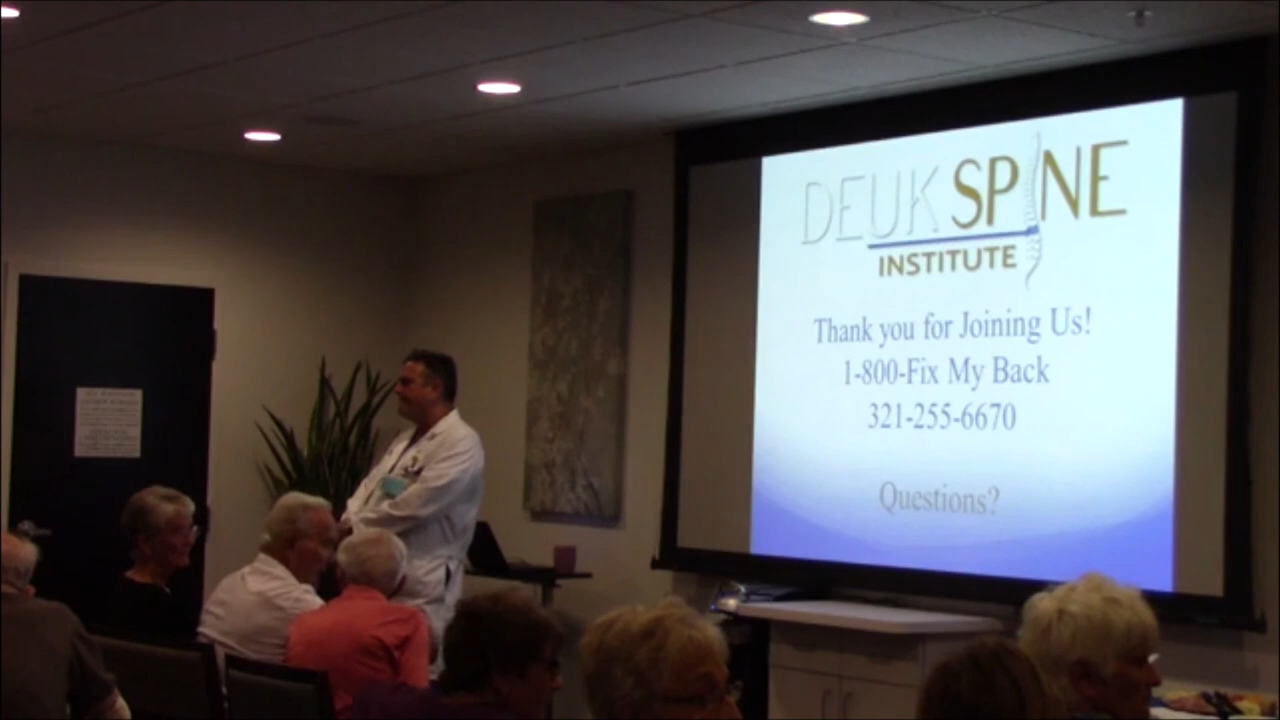 DEUK SPINE
INSTITUTE
Thank you for Joining Us!
1-800-Fix My Back
321-255-6670
Questions?